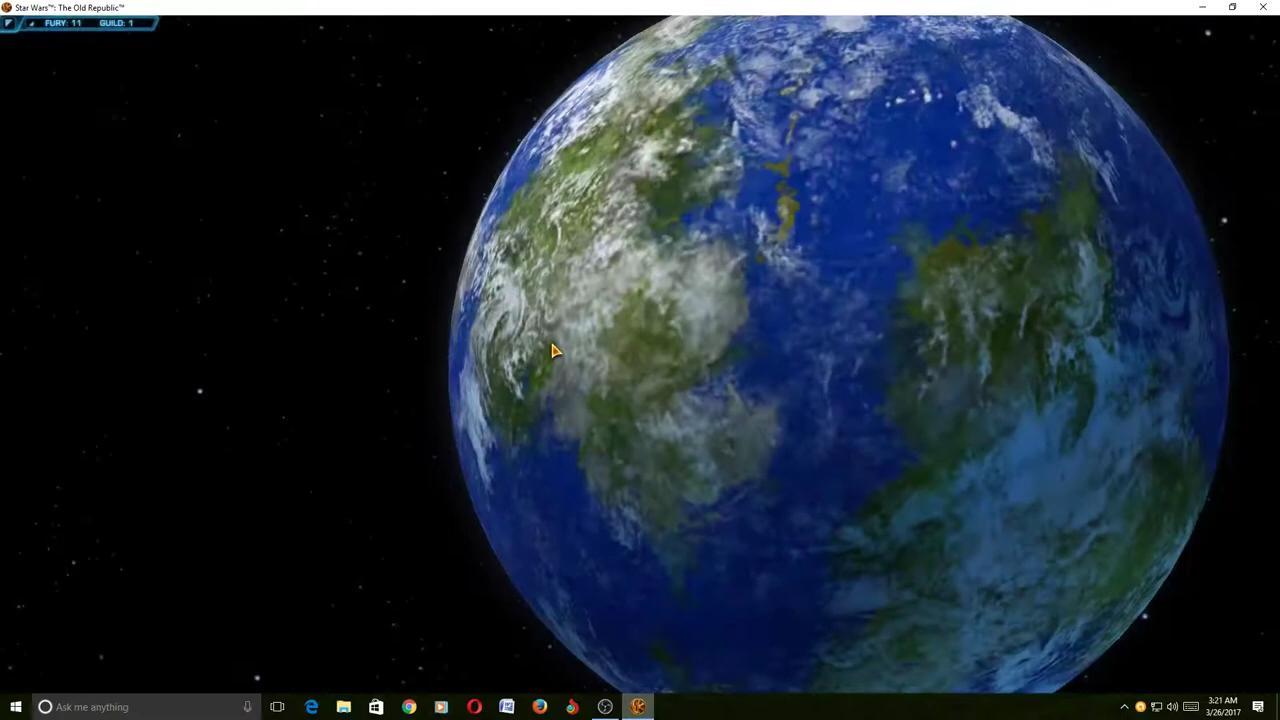 Star Wars™: The Old Republic™
FURY: 11 GUILD: 1
Ask me anything
3:21 AM
3/26/2017